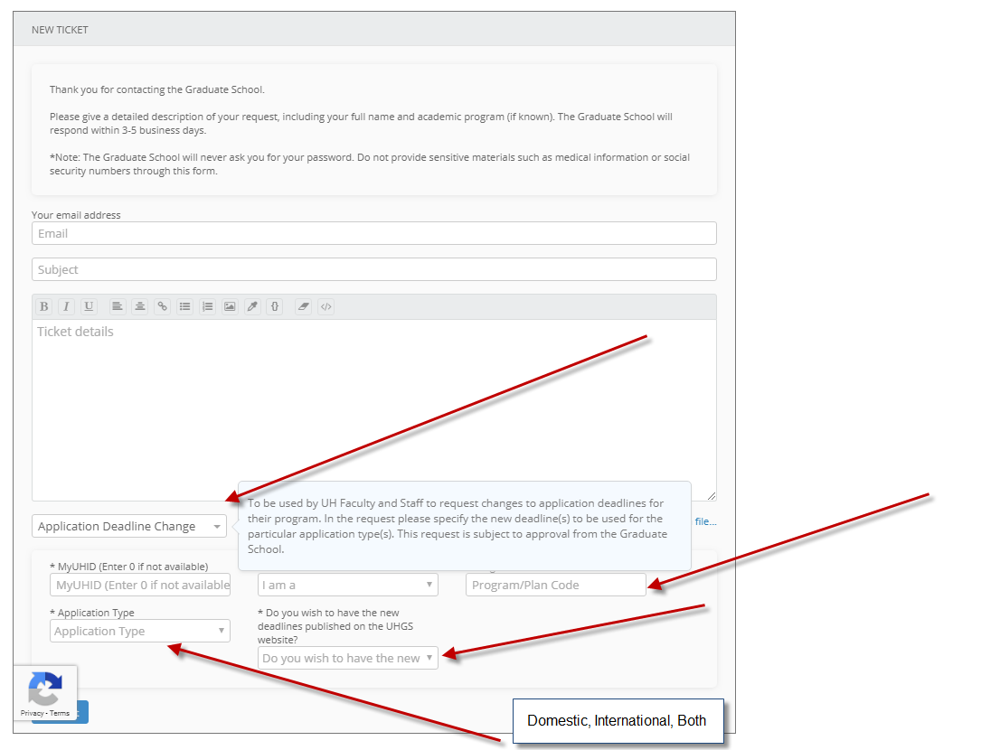 NEW TICKET
Thank you for contacting the Graduate School.
Please give a detailed description of your request, including your full name and academic program (if known). The Graduate School will
respond within 3-5 business days.
*Note: The Graduate School will never ask you for your password. Do not provide sensitive materials such as medical information or social
security numbers through this form.
Your email address
Email
Subject
B I U
Ticket details
To be used by UH Faculty and Staff to request changes to application deadlines for
their program. In the request please specify the new deadline(s) to be used for the
particular application type(s). This request is subject to approval from the Graduate
School.
Application Deadline Change
file...
* MyUHID (Enter 0 if not available)
MyUHID (Enter 0 if not available
I am a
Program/Plan Code
* Application Type
Application Type
* Do you wish to have the new
deadlines published on the UHGS
website?
Do you wish to have the new
Privacy - Terms
Domestic, International, Both